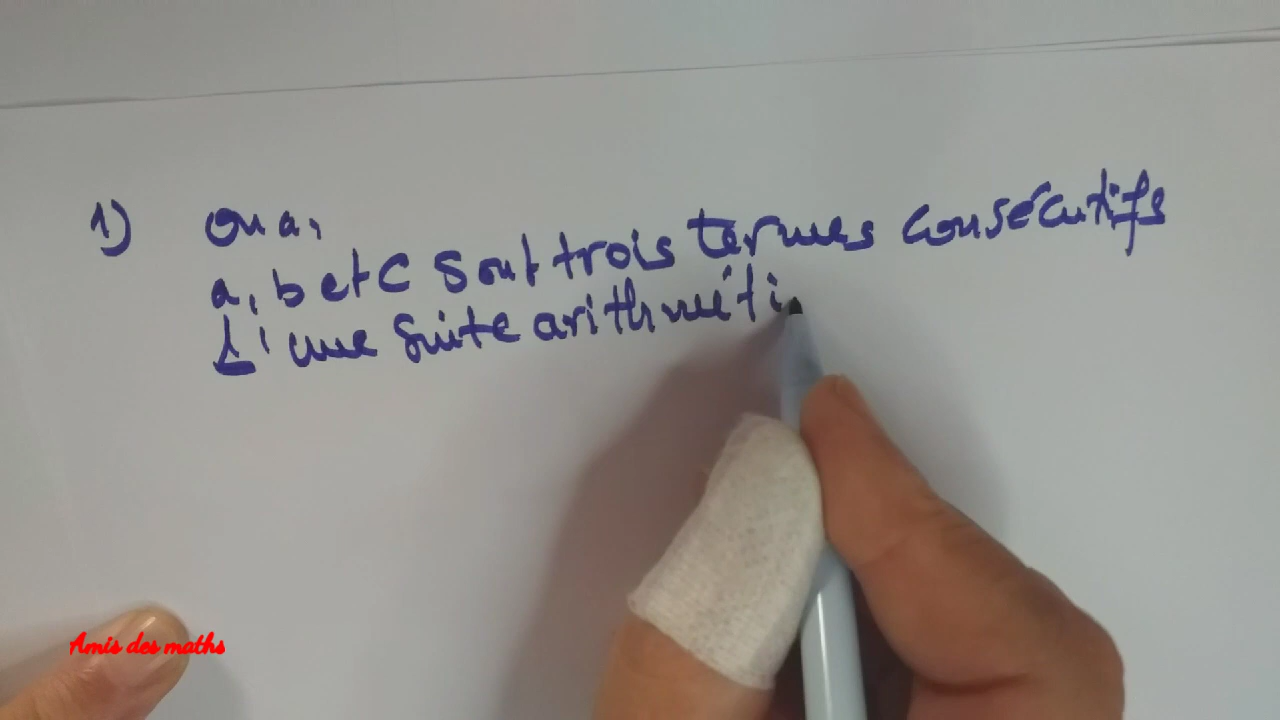 1) on a,
a, b et c sont trois termes consécutifs
d'une suite arithméti
Amis des maths